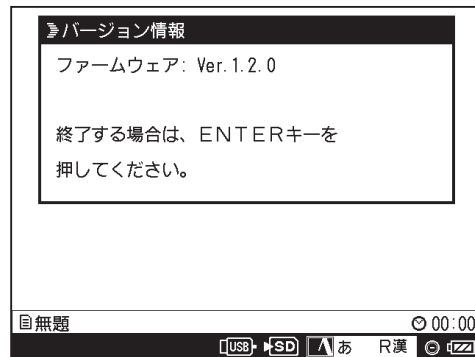 バージョン情報
ファームウェア: Ver.1.2.0
終了する場合は、ENTERキーを
押してください。
無題 00:00
USB SD A あ R漢